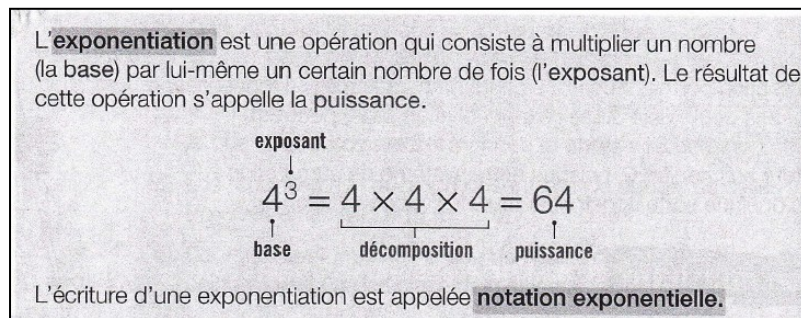 L'exponentiation est une opération qui consiste à multiplier un nombre
(la base) par lui-même un certain nombre de fois (l'exposant). Le résultat de
cette opération s'appelle la puissance.
exposant
4³ = 4 × 4 × 4 = 64
base décomposition puissance
L'écriture d'une exponentiation est appelée notation exponentielle.